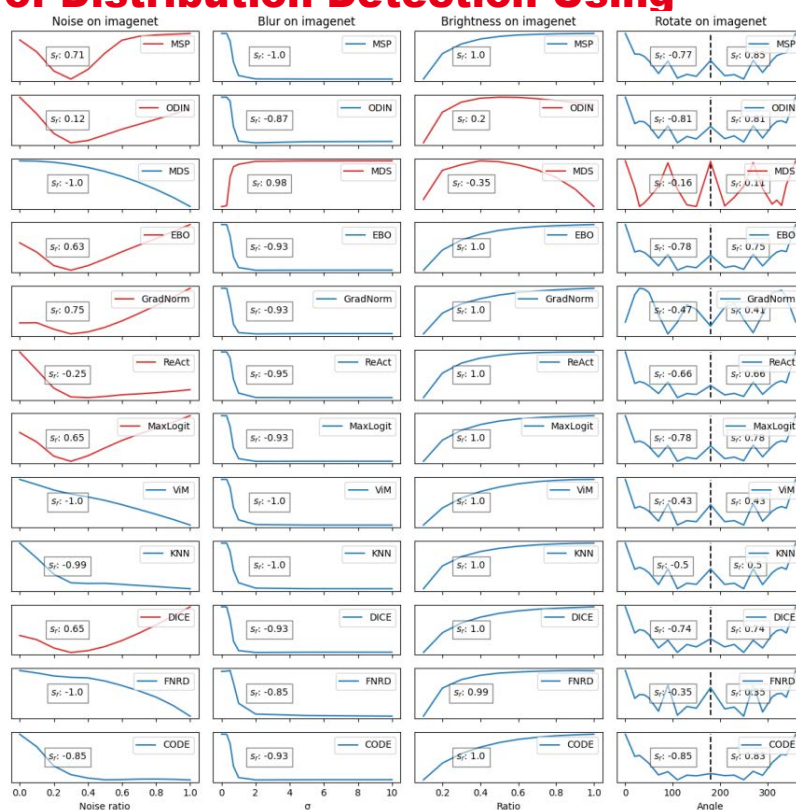 of Distribution Detection Using
Noise on imagenet Blur on imagenet Brightness on imagenet Rotate on imagenet
MSP MSP MSP MSP
sᵣ: 0.71 sᵣ: -1.0 sᵣ: 1.0 sᵣ: -0.77 sᵣ: 0.85
ODIN ODIN ODIN ODIN
sᵣ: 0.12 sᵣ: -0.87 sᵣ: 0.2 sᵣ: -0.81 sᵣ: 0.81
MDS MDS MDS MDS
sᵣ: -1.0 sᵣ: 0.98 sᵣ: -0.35 sᵣ: -0.16 sᵣ: 0.11
EBO EBO EBO EBO
sᵣ: 0.63 sᵣ: -0.93 sᵣ: 1.0 sᵣ: -0.78 sᵣ: 0.75
GradNorm GradNorm GradNorm GradNorm
sᵣ: 0.75 sᵣ: -0.93 sᵣ: 1.0 sᵣ: -0.47 sᵣ: 0.41
ReAct ReAct ReAct ReAct
sᵣ: -0.25 sᵣ: -0.95 sᵣ: 1.0 sᵣ: -0.66 sᵣ: 0.66
MaxLogit MaxLogit MaxLogit MaxLogit
sᵣ: 0.65 sᵣ: -0.93 sᵣ: 1.0 sᵣ: -0.78 sᵣ: 0.78
ViM ViM ViM ViM
sᵣ: -1.0 sᵣ: -1.0 sᵣ: 1.0 sᵣ: -0.43 sᵣ: 0.43
KNN KNN KNN KNN
sᵣ: -0.99 sᵣ: -1.0 sᵣ: 1.0 sᵣ: -0.5 sᵣ: 0.5
DICE DICE DICE DICE
sᵣ: 0.65 sᵣ: -0.93 sᵣ: 1.0 sᵣ: -0.74 sᵣ: 0.74
FNRD FNRD FNRD FNRD
sᵣ: -1.0 sᵣ: -0.85 sᵣ: 0.99 sᵣ: -0.35 sᵣ: 0.35
CODE CODE CODE CODE
sᵣ: -0.85 sᵣ: -0.93 sᵣ: 1.0 sᵣ: -0.85 sᵣ: 0.83
0.0 0.2 0.4 0.6 0.8 1.0 0 2 4 6 8 10 0.2 0.4 0.6 0.8 1.0 0 100 200 300
Noise ratio σ Ratio Angle